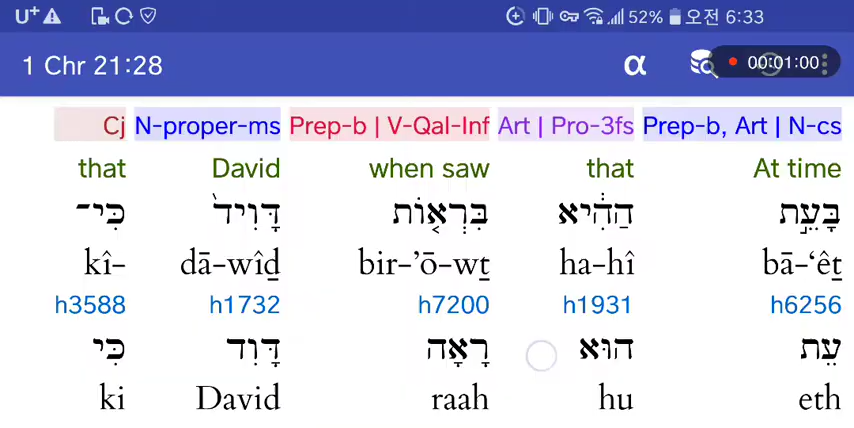 U+ 52% 오전 6:33
1 Chr 21:28 α 00:01:00
Cj N-proper-ms Prep-b | V-Qal-Inf Art | Pro-3fs Prep-b, Art | N-cs
that David when saw that At time
כִּי־ דָּוִיד֙ בִּרְא֤וֹת הַהִ֔יא בָּעֵ֣ת
kî- dā-wîḏ bir-’ō-wṯ ha-hî bā-‘êṯ
h3588 h1732 h7200 h1931 h6256
כִּי דָּוִד רָאָה הוּא עֵת
ki David raah hu eth